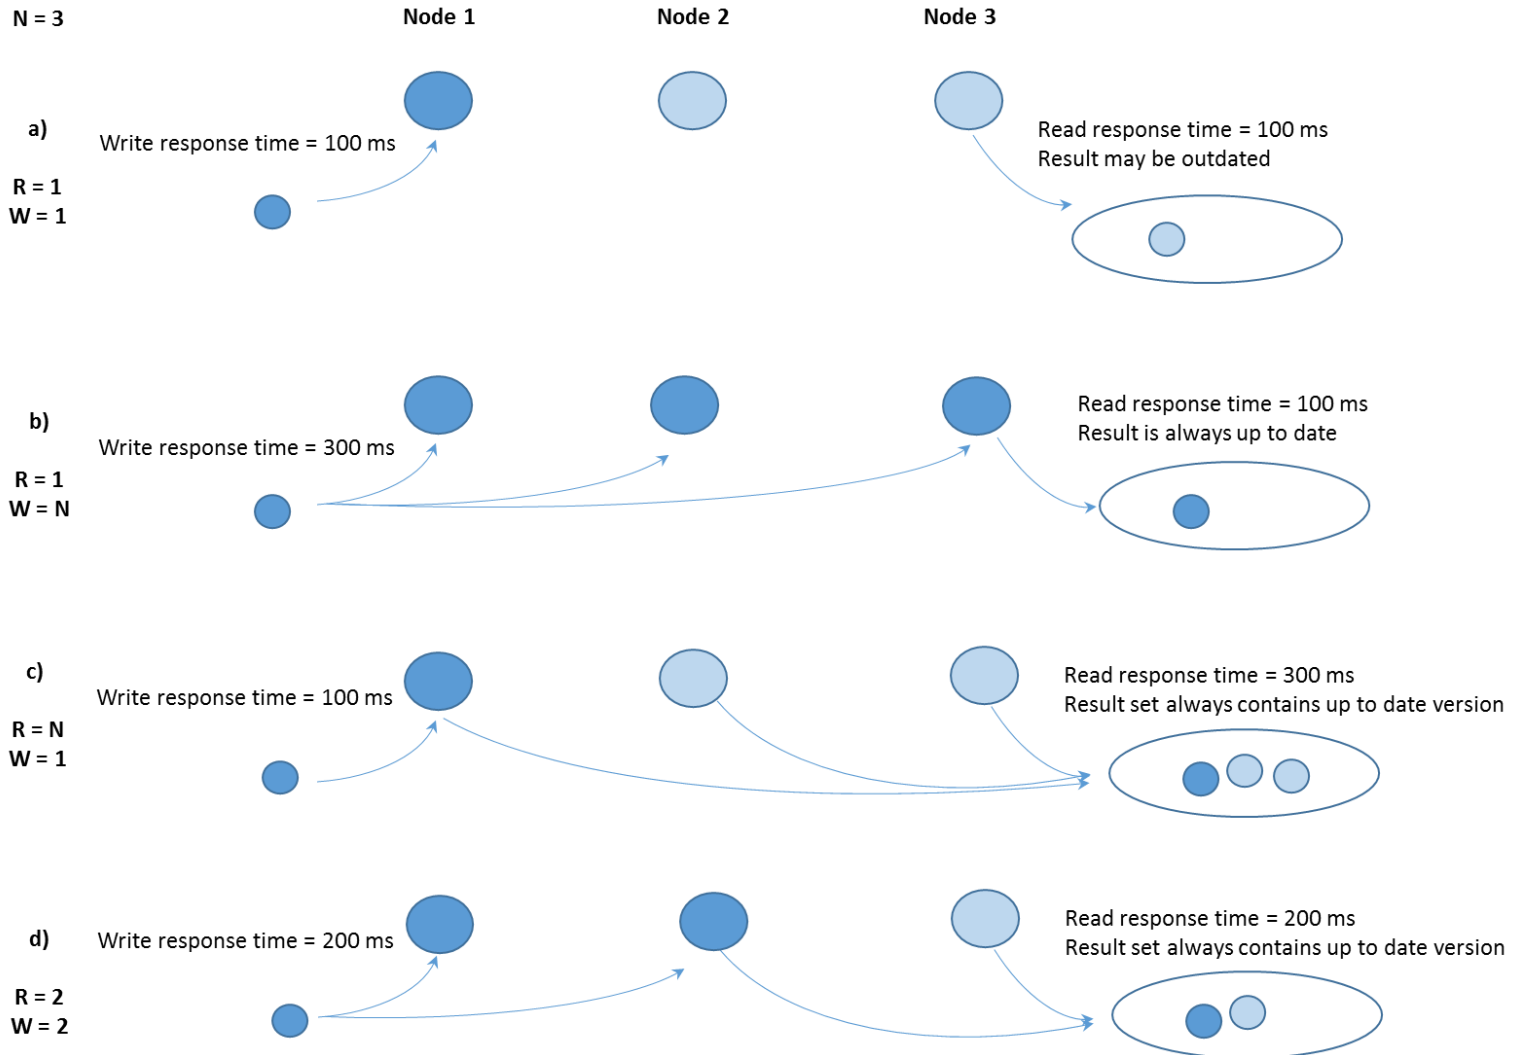 N = 3
Node 1
Node 2
Node 3
a)
R = 1
W = 1
Write response time = 100 ms
Read response time = 100 ms
Result may be outdated
b)
R = 1
W = N
Write response time = 300 ms
Read response time = 100 ms
Result is always up to date
c)
R = N
W = 1
Write response time = 100 ms
Read response time = 300 ms
Result set always contains up to date version
d)
R = 2
W = 2
Write response time = 200 ms
Read response time = 200 ms
Result set always contains up to date version